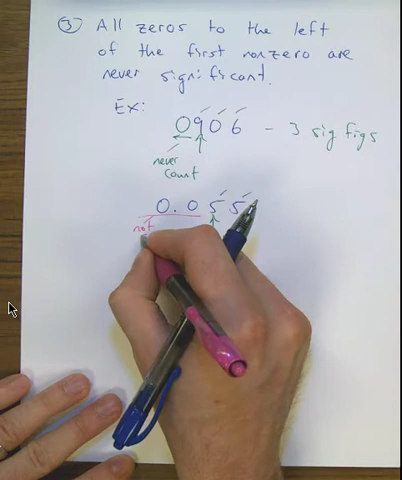 ③ All zeros to the left
of the first nonzero are
never significant.
Ex:
0906 - 3 sig figs
never
count
0.055
not